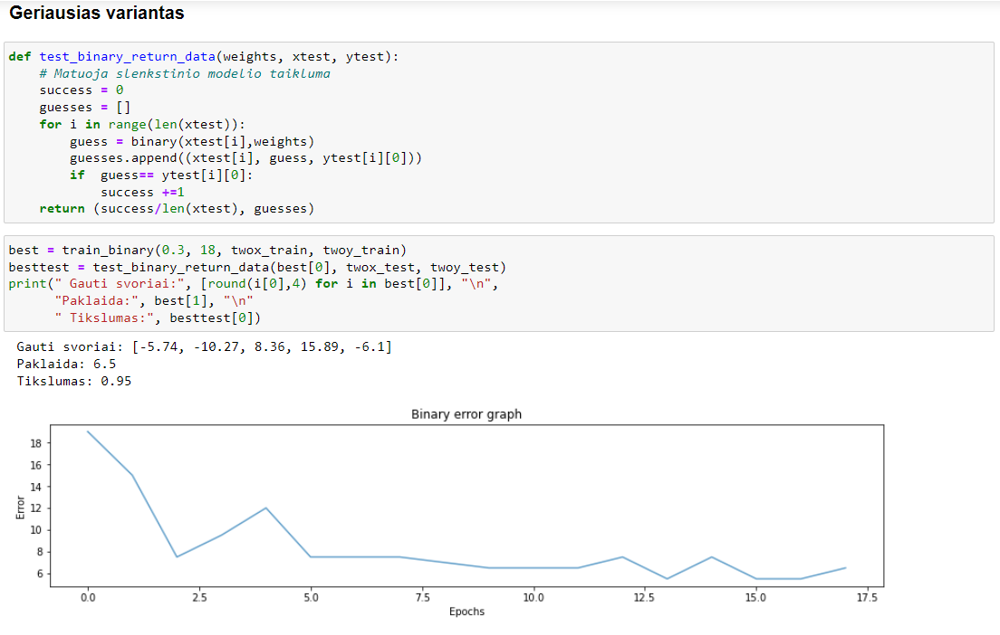 Geriausias variantas
def test_binary_return_data(weights, xtest, ytest):
    # Matuoja slenkstinio modelio taikluma
    success = 0
    guesses = []
    for i in range(len(xtest)):
        guess = binary(xtest[i],weights)
        guesses.append((xtest[i], guess, ytest[i][0]))
        if  guess== ytest[i][0]:
            success +=1
    return (success/len(xtest), guesses)
best = train_binary(0.3, 18, twox_train, twoy_train)
besttest = test_binary_return_data(best[0], twox_test, twoy_test)
print(" Gauti svoriai:", [round(i[0],4) for i in best[0]], "\n",
      "Paklaida:", best[1], "\n"
      " Tikslumas:", besttest[0])
Gauti svoriai: [-5.74, -10.27, 8.36, 15.89, -6.1]
Paklaida: 6.5
Tikslumas: 0.95
Binary error graph
18
16
14
12
10
8
6
Error
0.0 2.5 5.0 7.5 10.0 12.5 15.0 17.5
Epochs